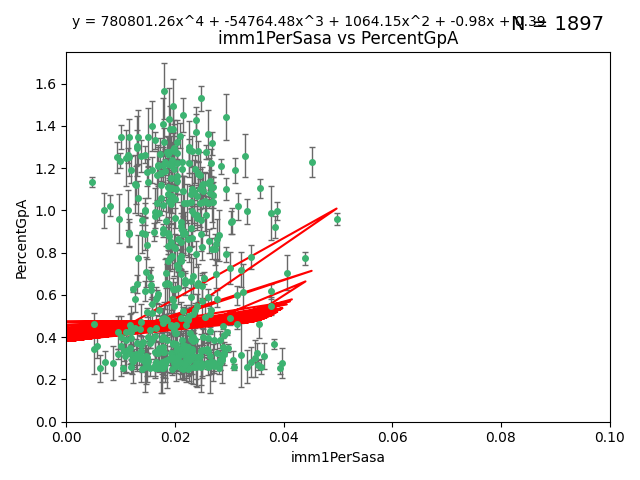 y = 780801.26x^4 + -54764.48x^3 + 1064.15x^2 + -0.98x + 0.39
N = 1897
imm1PerSasa vs PercentGpA
PercentGpA
1.6
1.4
1.2
1.0
0.8
0.6
0.4
0.2
0.0
0.00 0.02 0.04 0.06 0.08 0.10
imm1PerSasa